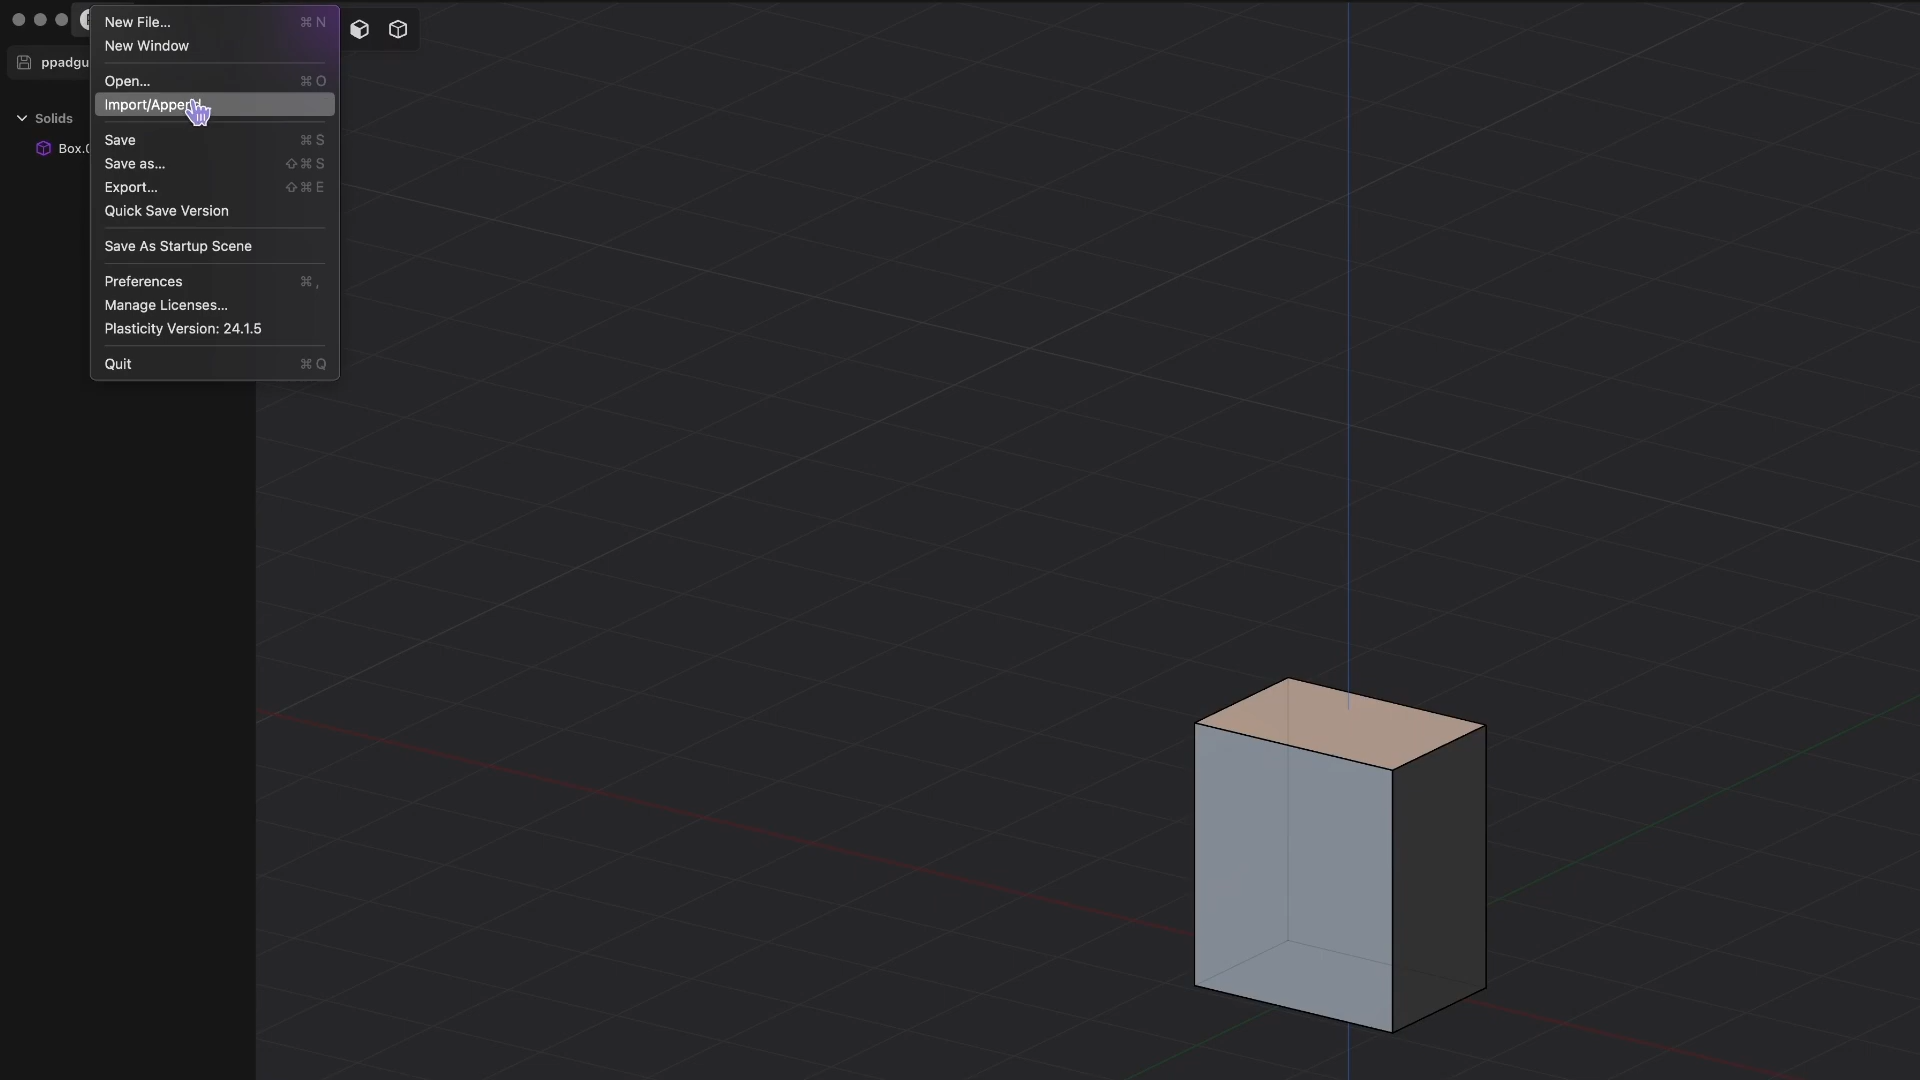 New File... ⌘ N
New Window
ppadgu
Open... ⌘ O
Import/Append
Solids
Save ⌘ S
Box.
Save as... ⇧ ⌘ S
Export... ⇧ ⌘ E
Quick Save Version
Save As Startup Scene
Preferences ⌘ ,
Manage Licenses...
Plasticity Version: 24.1.5
Quit ⌘ Q